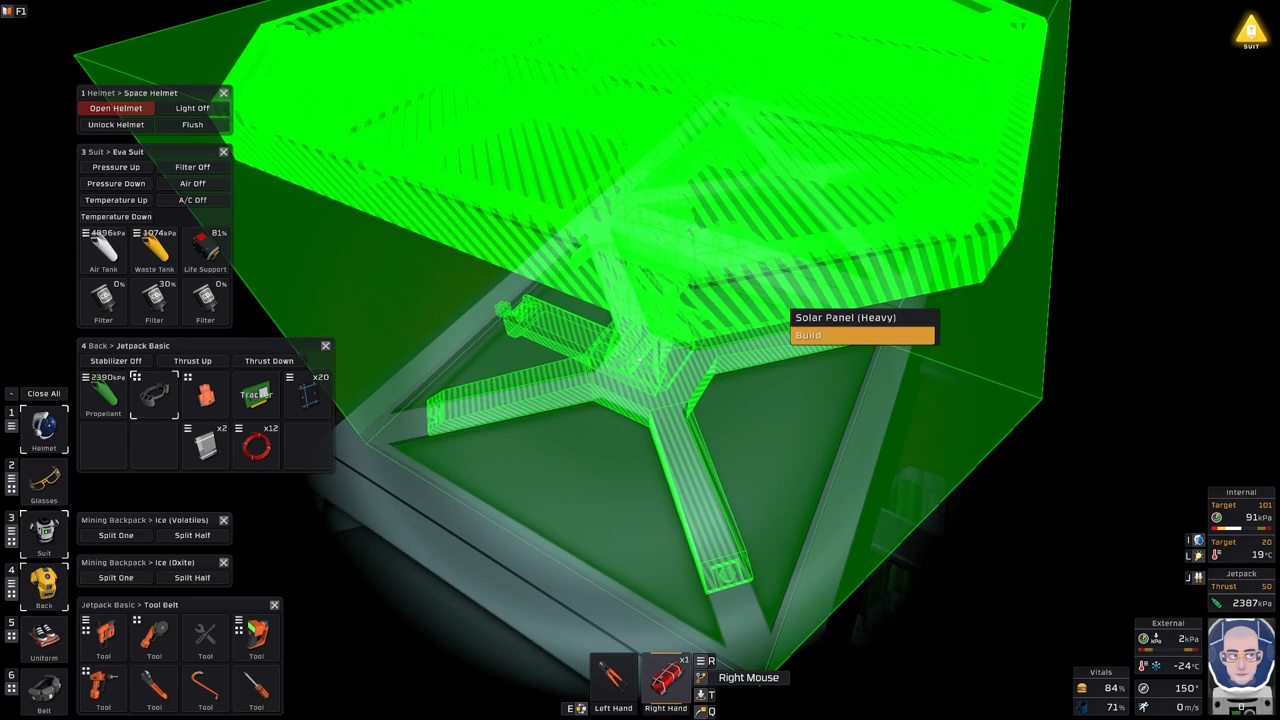 F1
SUIT
1 Helmet > Space Helmet
Open Helmet
Light Off
Unlock Helmet
Flush
3 Suit > Eva Suit
Pressure Up
Filter Off
Pressure Down
Air Off
Temperature Up
A/C Off
Temperature Down
4896kPa
1074kPa
81%
Air Tank
Waste Tank
Life Support
0%
30%
0%
Filter
Filter
Filter
Solar Panel (Heavy)
Build
4 Back > Jetpack Basic
Stabilizer Off
Thrust Up
Thrust Down
2390kPa
Tracker
x20
Propellant
x2
x12
- Close All
1
Helmet
2
Glasses
3
Suit
4
Back
5
Uniform
6
Belt
Mining Backpack > Ice (Volatiles)
Split One
Split Half
Mining Backpack > Ice (Oxite)
Split One
Split Half
Jetpack Basic > Tool Belt
Tool
Tool
Tool
Tool
Tool
Tool
Tool
Tool
E
Left Hand
x1
Right Hand
R
Right Mouse
T
Q
Internal
Target 101
91kPa
Target 20
19°C
I
L
J
Jetpack
Thrust 50
2387kPa
External
2kPa
-24°C
150°
0m/s
Vitals
84%
71%
0